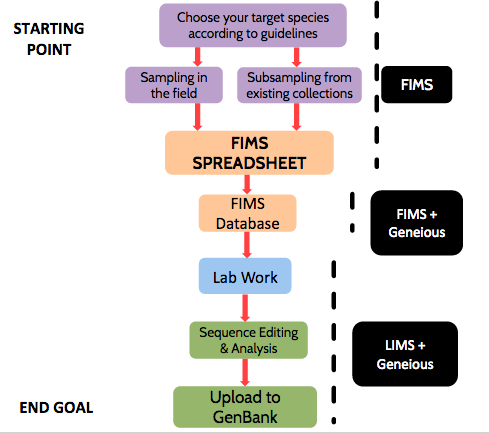 STARTING
POINT
Choose your target species
according to guidelines
Sampling in
the field
Subsampling from
existing collections
FIMS
FIMS
SPREADSHEET
FIMS
Database
FIMS +
Geneious
Lab Work
Sequence Editing
& Analysis
LIMS +
Geneious
Upload to
GenBank
END GOAL